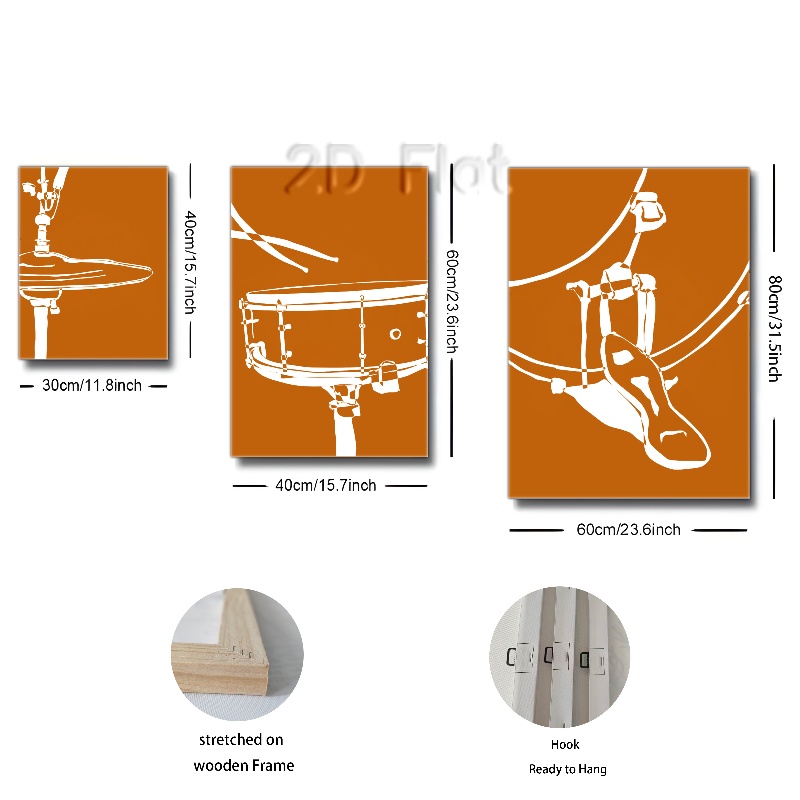 2D Flat
40cm/15.7inch
60cm/23.6inch
80cm/31.5inch
30cm/11.8inch
40cm/15.7inch
60cm/23.6inch
stretched on
wooden Frame
Hook
Ready to Hang